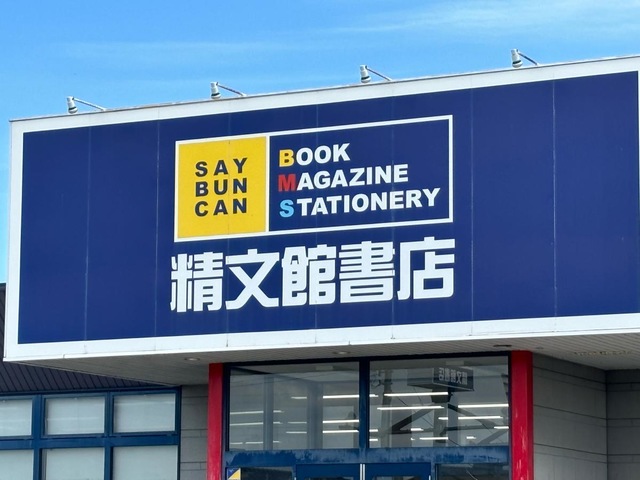 SAY
BUN
CAN
BOOK
MAGAZINE
STATIONERY
精文館書店